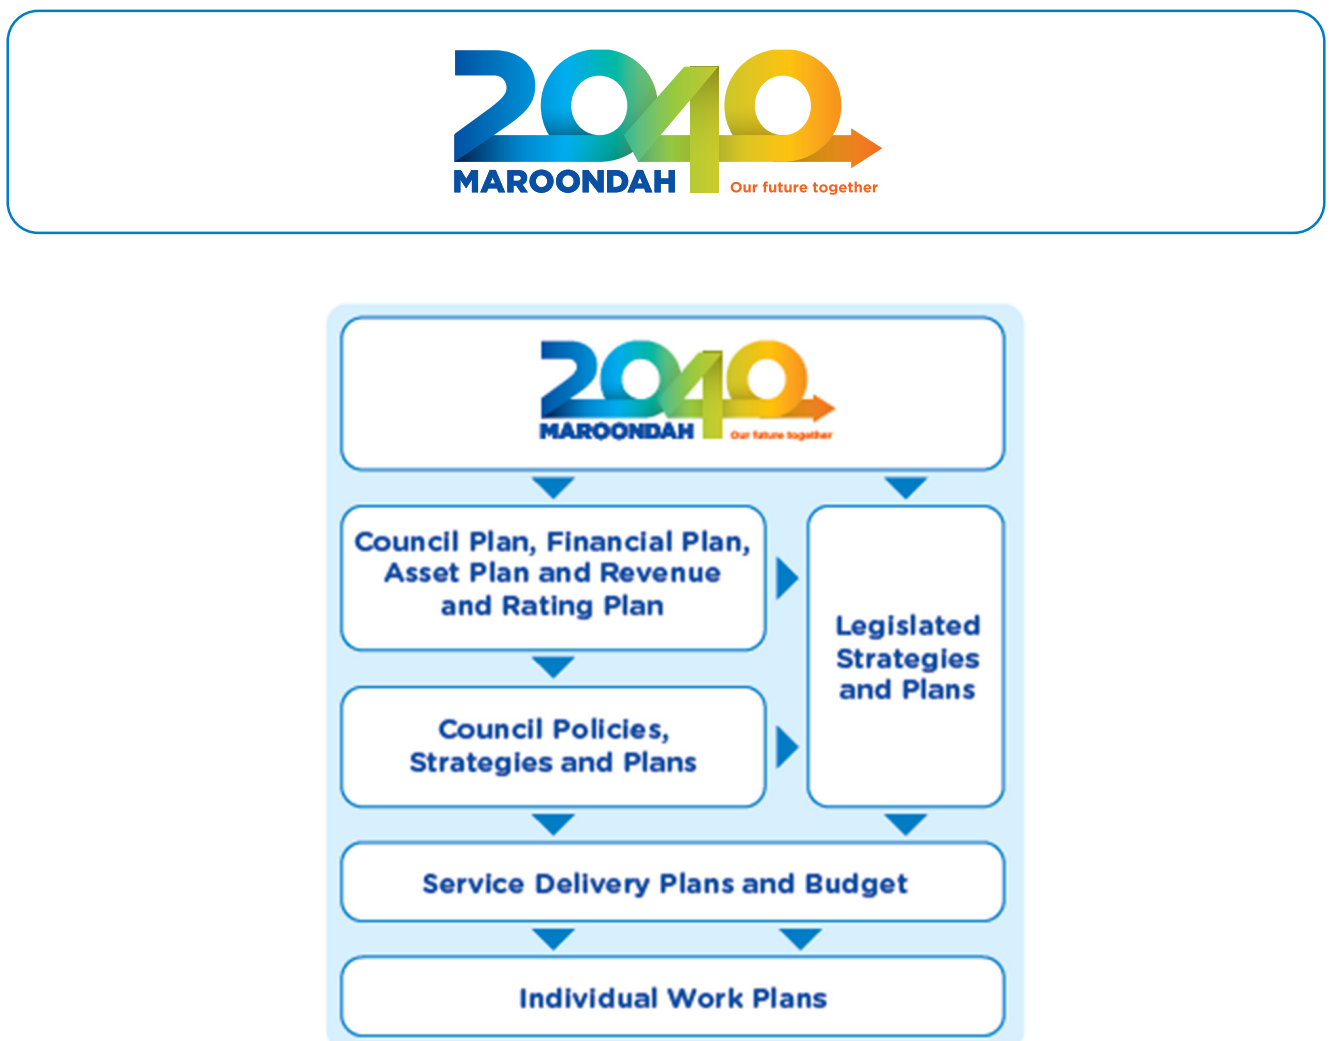 2040
MAROONDAH
Our future together
2040
MAROONDAH
Our future together
Council Plan, Financial Plan,
Asset Plan and Revenue
and Rating Plan
Legislated
Strategies
and Plans
Council Policies,
Strategies and Plans
Service Delivery Plans and Budget
Individual Work Plans